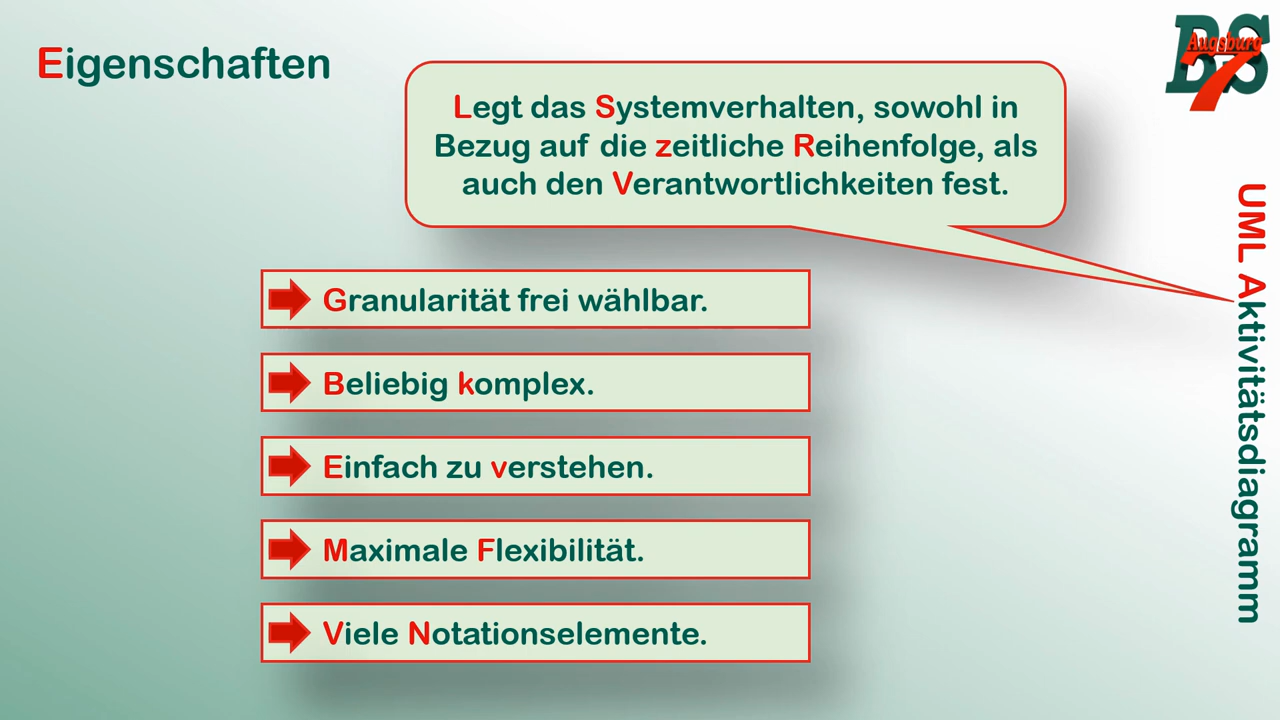 Eigenschaften
BS
Augsburg
7
Legt das Systemverhalten, sowohl in
Bezug auf die zeitliche Reihenfolge, als
auch den Verantwortlichkeiten fest.
UML Aktivitätsdiagramm
Granularität frei wählbar.
Beliebig komplex.
Einfach zu verstehen.
Maximale Flexibilität.
Viele Notationselemente.